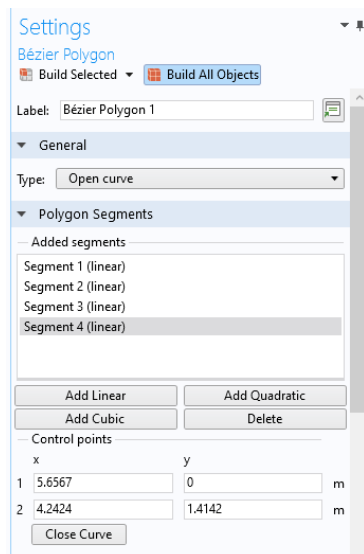 Settings
Bézier Polygon
Build Selected Build All Objects
Label: Bézier Polygon 1
General
Type: Open curve
Polygon Segments
Added segments
Segment 1 (linear)
Segment 2 (linear)
Segment 3 (linear)
Segment 4 (linear)
Add Linear Add Quadratic
Add Cubic Delete
Control points
x y
1 5.6567 0 m
2 4.2424 1.4142 m
Close Curve